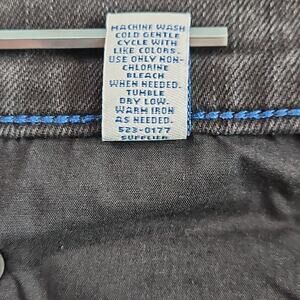 MACHINE WASH
COLD GENTLE
CYCLE WITH
LIKE COLORS.
USE ONLY NON-
CHLORINE
BLEACH
WHEN NEEDED.
TUMBLE
DRY LOW.
WARM IRON
AS NEEDED.
523-0177
SUPPLIER